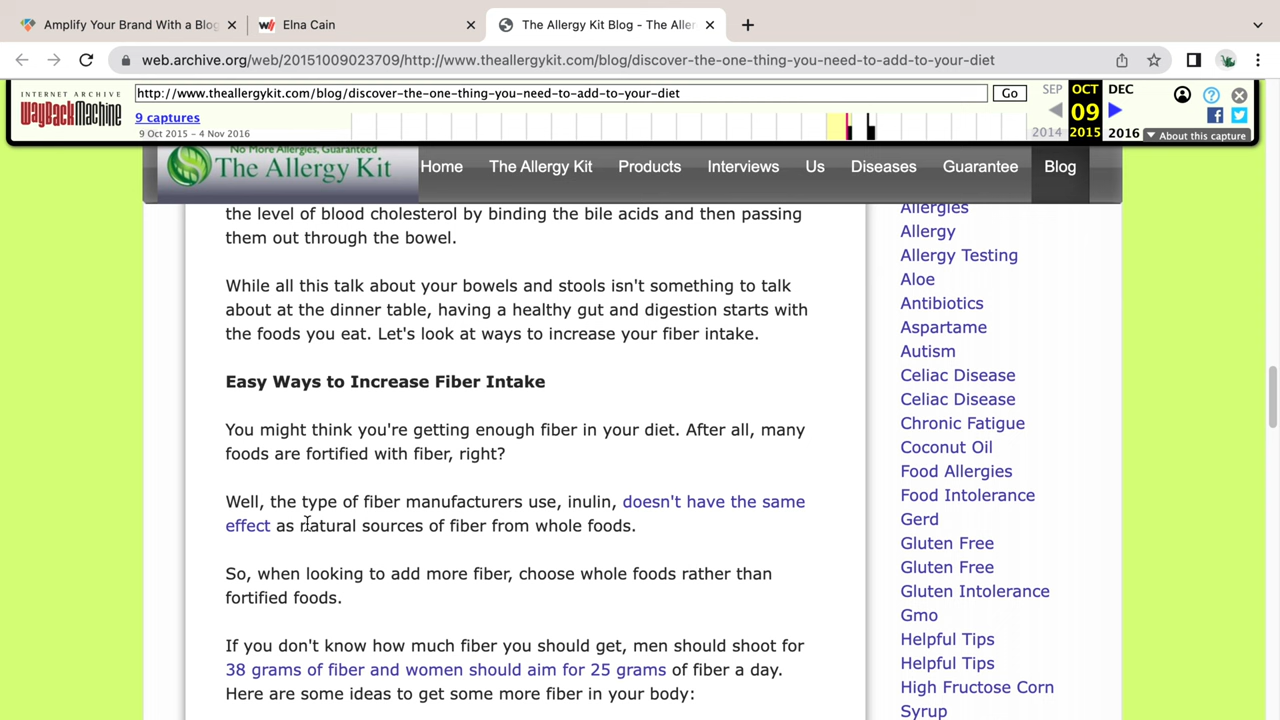 Amplify Your Brand With a Blog
Elna Cain
The Allergy Kit Blog - The Aller
web.archive.org/web/20151009023709/http://www.theallergykit.com/blog/discover-the-one-thing-you-need-to-add-to-your-diet
INTERNET ARCHIVE
WayBackMachine
http://www.theallergykit.com/blog/discover-the-one-thing-you-need-to-add-to-your-diet
Go
SEP OCT DEC
9 captures
09
9 Oct 2015 – 4 Nov 2016
2014 2015 2016
About this capture
No More Allergies, Guaranteed
The Allergy Kit
Home The Allergy Kit Products Interviews Us Diseases Guarantee Blog
the level of blood cholesterol by binding the bile acids and then passing
them out through the bowel.
While all this talk about your bowels and stools isn't something to talk
about at the dinner table, having a healthy gut and digestion starts with
the foods you eat. Let's look at ways to increase your fiber intake.
Easy Ways to Increase Fiber Intake
You might think you're getting enough fiber in your diet. After all, many
foods are fortified with fiber, right?
Well, the type of fiber manufacturers use, inulin, doesn't have the same
effect as natural sources of fiber from whole foods.
So, when looking to add more fiber, choose whole foods rather than
fortified foods.
If you don't know how much fiber you should get, men should shoot for
38 grams of fiber and women should aim for 25 grams of fiber a day.
Here are some ideas to get some more fiber in your body:
Allergies
Allergy
Allergy Testing
Aloe
Antibiotics
Aspartame
Autism
Celiac Disease
Celiac Disease
Chronic Fatigue
Coconut Oil
Food Allergies
Food Intolerance
Gerd
Gluten Free
Gluten Free
Gluten Intolerance
Gmo
Helpful Tips
Helpful Tips
High Fructose Corn
Syrup